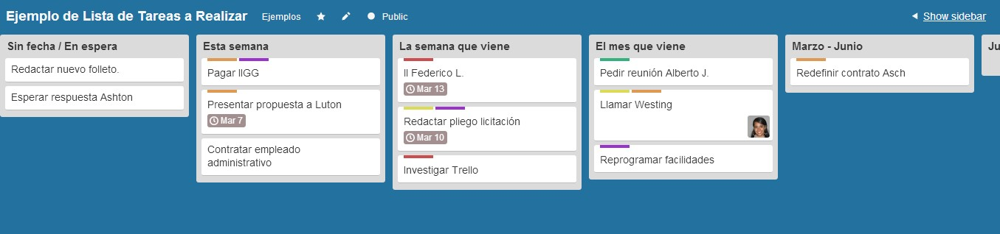 Ejemplo de Lista de Tareas a Realizar
Ejemplos
Public
Show sidebar
Sin fecha / En espera
Redactar nuevo folleto.
Esperar respuesta Ashton
Esta semana
Pagar IIGG
Presentar propuesta a Luton
Mar 7
Contratar empleado
administrativo
La semana que viene
II Federico L.
Mar 13
Redactar pliego licitación
Mar 10
Investigar Trello
El mes que viene
Pedir reunión Alberto J.
Llamar Westing
Reprogramar facilidades
Marzo - Junio
Redefinir contrato Asch